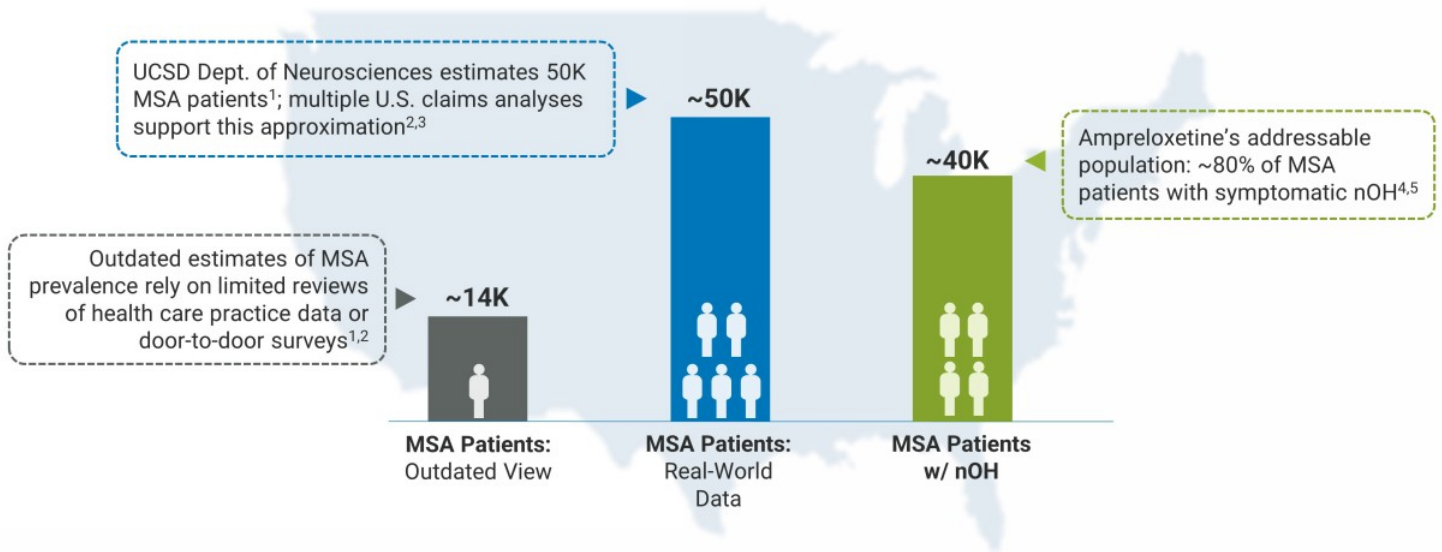 UCSD Dept. of Neurosciences estimates 50K
MSA patients¹; multiple U.S. claims analyses
support this approximation²,³
~50K
Ampreloxetine’s addressable
population: ~80% of MSA
patients with symptomatic nOH⁴,⁵
~40K
Outdated estimates of MSA
prevalence rely on limited reviews
of health care practice data or
door-to-door surveys¹,²
~14K
MSA Patients:
Outdated View
MSA Patients:
Real-World
Data
MSA Patients
w/ nOH